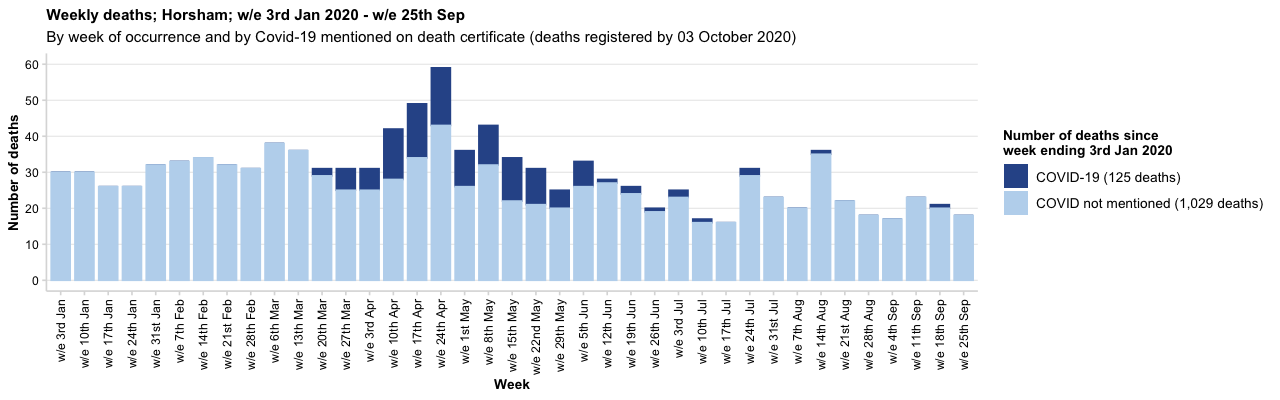 Weekly deaths; Horsham; w/e 3rd Jan 2020 - w/e 25th Sep
By week of occurrence and by Covid-19 mentioned on death certificate (deaths registered by 03 October 2020)
Number of deaths
60
50
40
30
20
10
0
w/e 3rd Jan
w/e 10th Jan
w/e 17th Jan
w/e 24th Jan
w/e 31st Jan
w/e 7th Feb
w/e 14th Feb
w/e 21st Feb
w/e 28th Feb
w/e 6th Mar
w/e 13th Mar
w/e 20th Mar
w/e 27th Mar
w/e 3rd Apr
w/e 10th Apr
w/e 17th Apr
w/e 24th Apr
w/e 1st May
w/e 8th May
w/e 15th May
w/e 22nd May
w/e 29th May
w/e 5th Jun
w/e 12th Jun
w/e 19th Jun
w/e 26th Jun
w/e 3rd Jul
w/e 10th Jul
w/e 17th Jul
w/e 24th Jul
w/e 31st Jul
w/e 7th Aug
w/e 14th Aug
w/e 21st Aug
w/e 28th Aug
w/e 4th Sep
w/e 11th Sep
w/e 18th Sep
w/e 25th Sep
Week
Number of deaths since
week ending 3rd Jan 2020
COVID-19 (125 deaths)
COVID not mentioned (1,029 deaths)